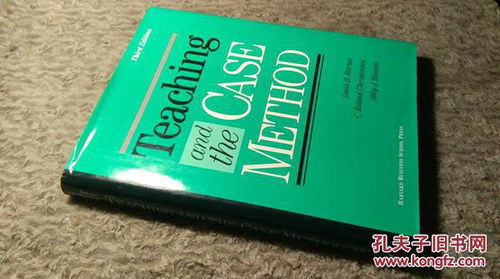 Third Edition
Teaching
and the CASE
METHOD
Louis B. Barnes
C. Roland Christensen
Abby J. Hansen
HARVARD BUSINESS SCHOOL PRESS
孔夫子旧书网
KONGFZ.COM